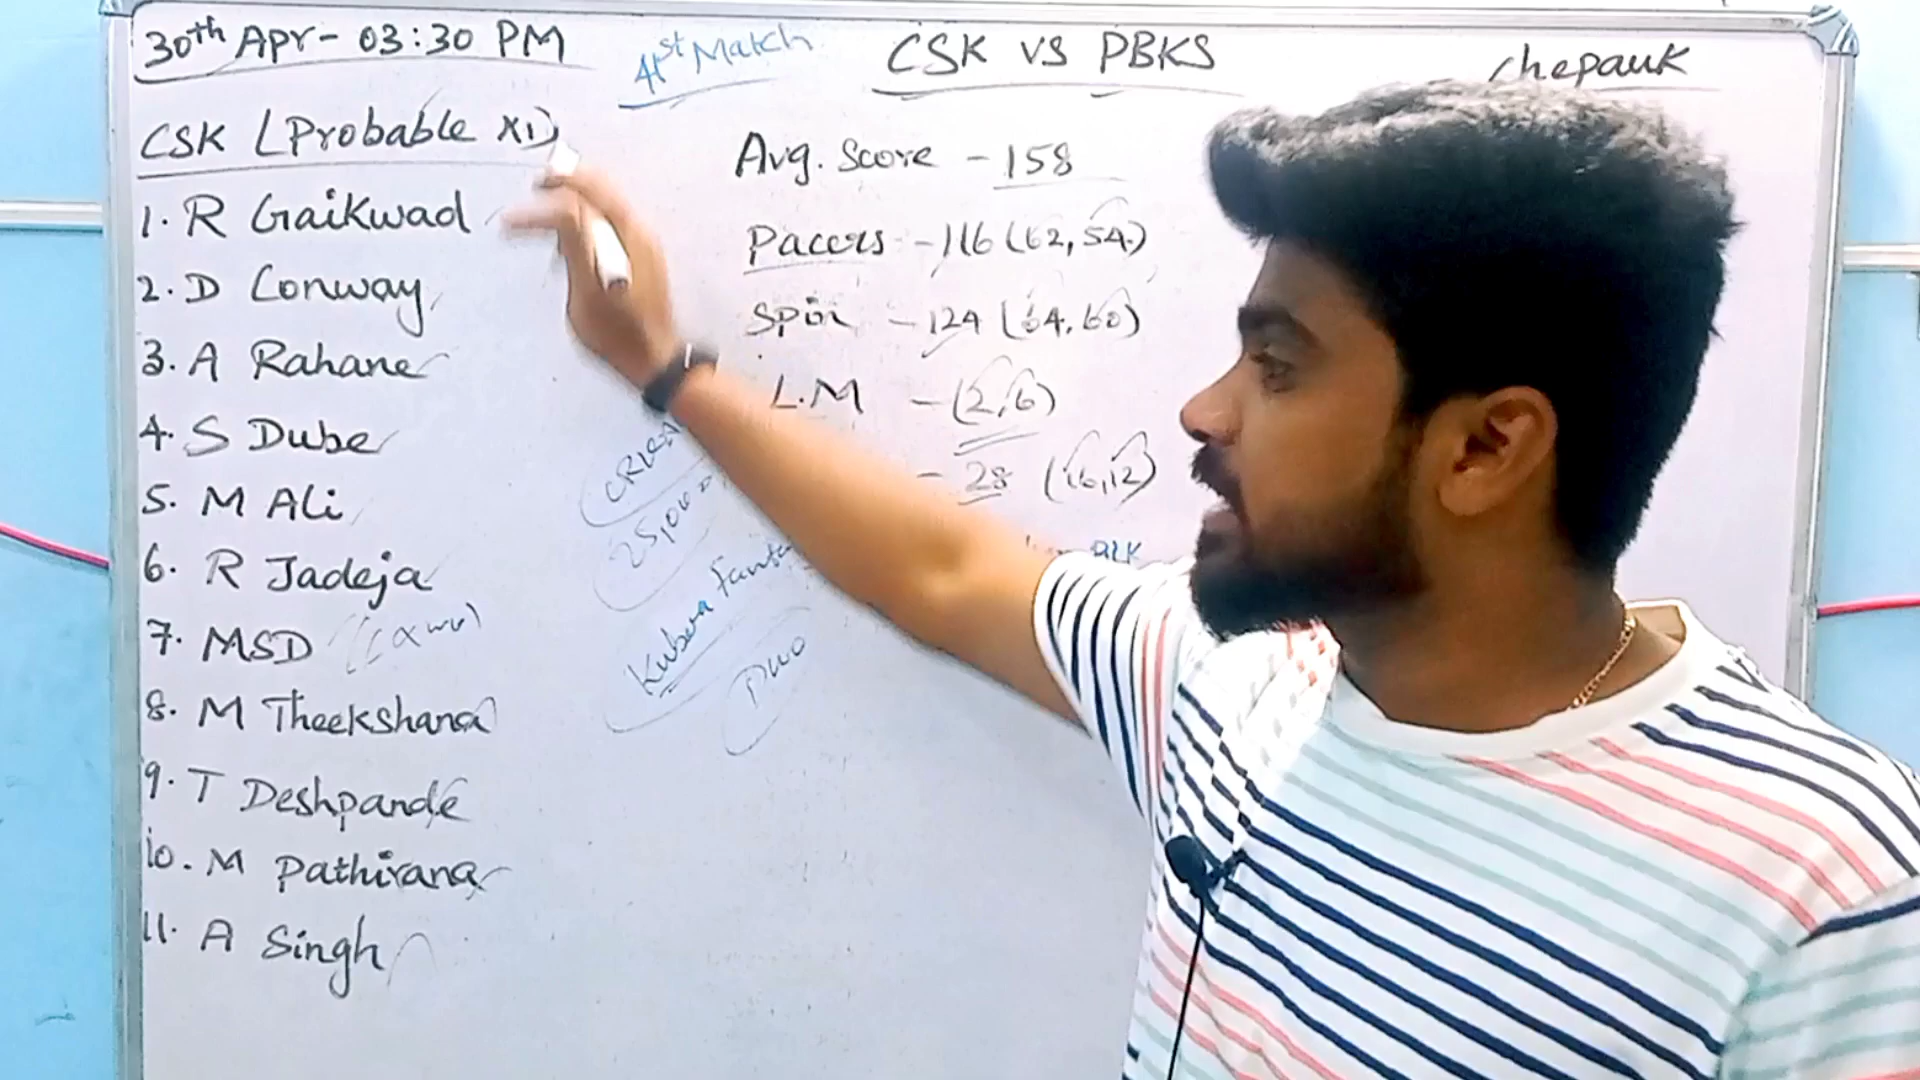 30th Apr - 03:30 PM
41st Match
CSK VS PBKS
chepauk
CSK (Probable XI)
1. R Gaikwad
2. D Conway
3. A Rahane
4. S Dube
5. M Ali
6. R Jadeja
7. MSD
8. M Theekshana
9. T Deshpande
10. M Pathirana
11. A Singh
Avg. Score - 158
Pacers - 116 (62, 54)
Spin - 124 (64, 60)
L.M - (2,6)
- 28 (16,12)
Kubera